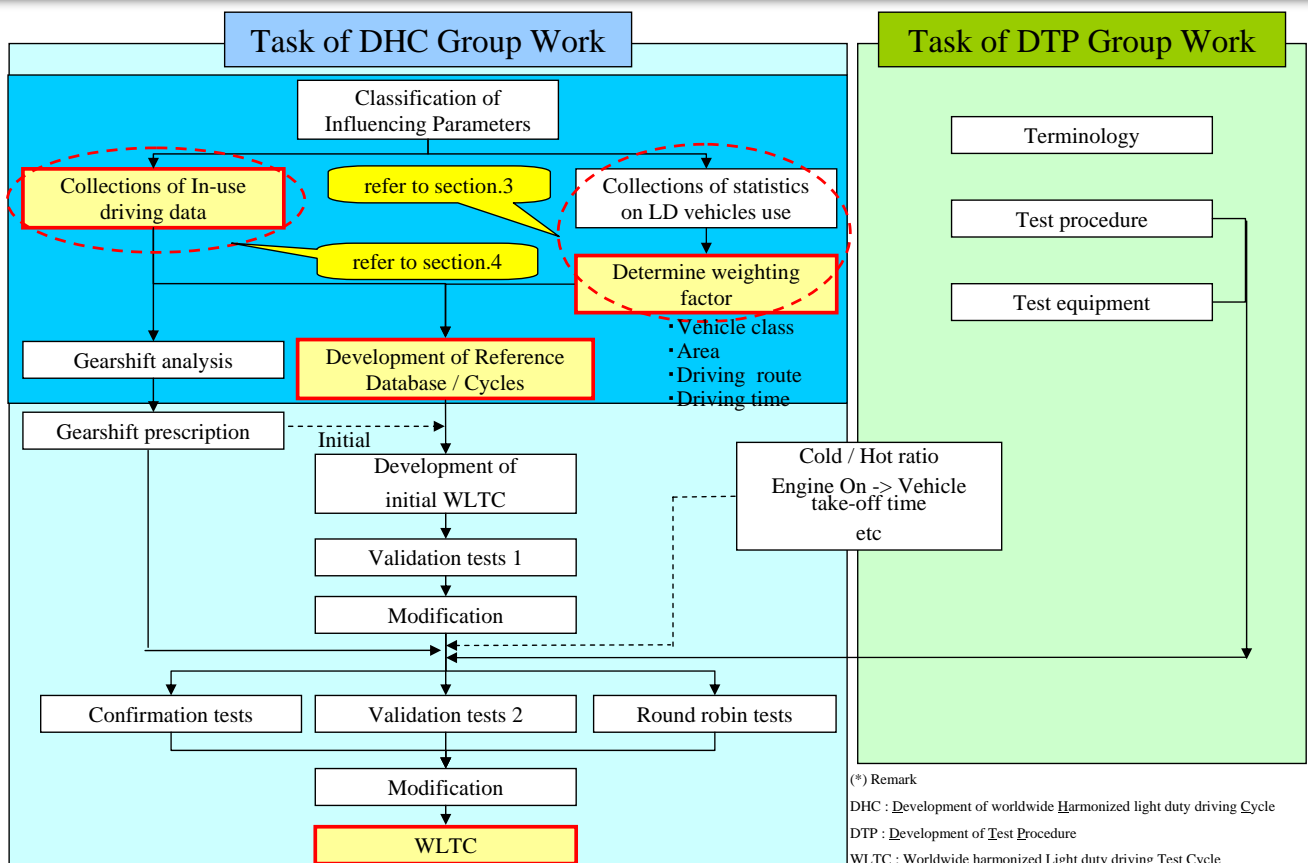 Task of DHC Group Work
Task of DTP Group Work
Classification of
Influencing Parameters
Terminology
Collections of In-use
driving data
refer to section.3
Collections of statistics
on LD vehicles use
Test procedure
refer to section.4
Determine weighting
factor
Test equipment
・Vehicle class
・Area
・Driving route
・Driving time
Gearshift analysis
Development of Reference
Database / Cycles
Gearshift prescription
Initial
Development of
initial WLTC
Cold / Hot ratio
Engine On -> Vehicle
take-off time
etc
Validation tests 1
Modification
Confirmation tests
Validation tests 2
Round robin tests
Modification
WLTC
(*) Remark
DHC : Development of worldwide Harmonized light duty driving Cycle
DTP : Development of Test Procedure
WLTC : Worldwide harmonized Light duty driving Test Cycle